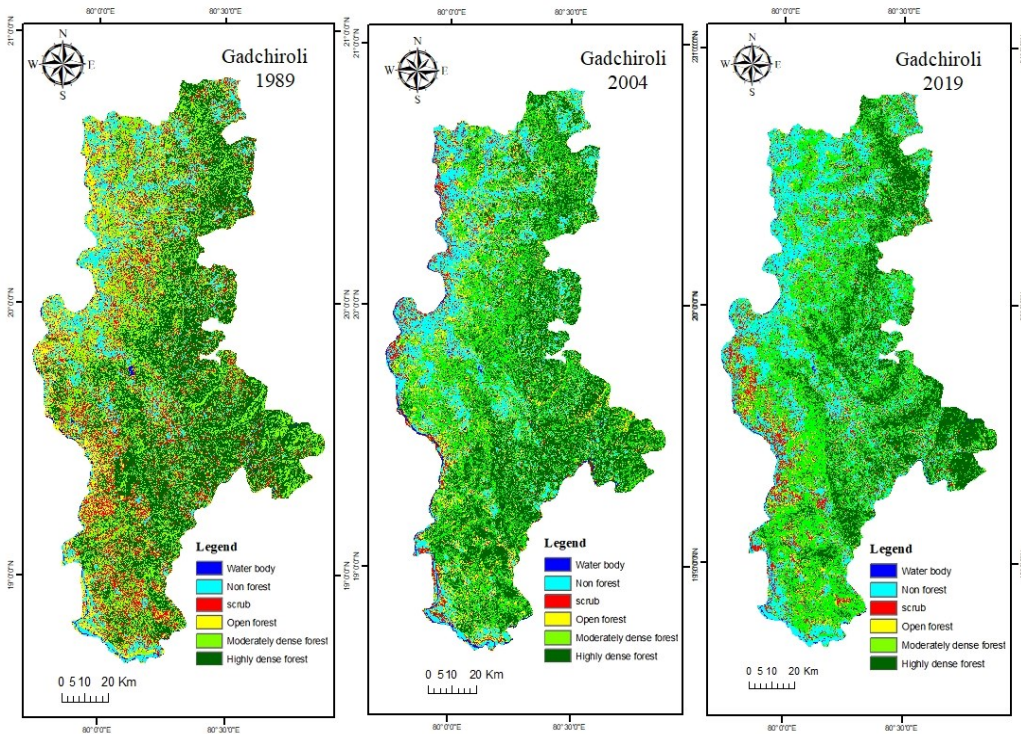 80°0'0"E 80°30'0"E
21°0'0"N
N
W E
S
Gadchiroli
1989
20°0'0"N
19°0'0"N
Legend
Water body
Non forest
scrub
Open forest
Moderately dense forest
Highly dense forest
0 5 10 20 Km
80°0'0"E 80°30'0"E
80°0'0"E 80°30'0"E
21°0'0"N
N
W E
S
Gadchiroli
2004
20°0'0"N
19°0'0"N
Legend
Water body
Non forest
scrub
Open forest
Moderately dense forest
Highly dense forest
0 5 10 20 Km
80°0'0"E 80°30'0"E
80°0'0"E 80°30'0"E
N
W E
S
Gadchiroli
2019
20°0'0"N
Legend
Water body
Non forest
scrub
Open forest
Moderately dense forest
Highly dense forest
0 5 10 20 Km
80°0'0"E 80°30'0"E